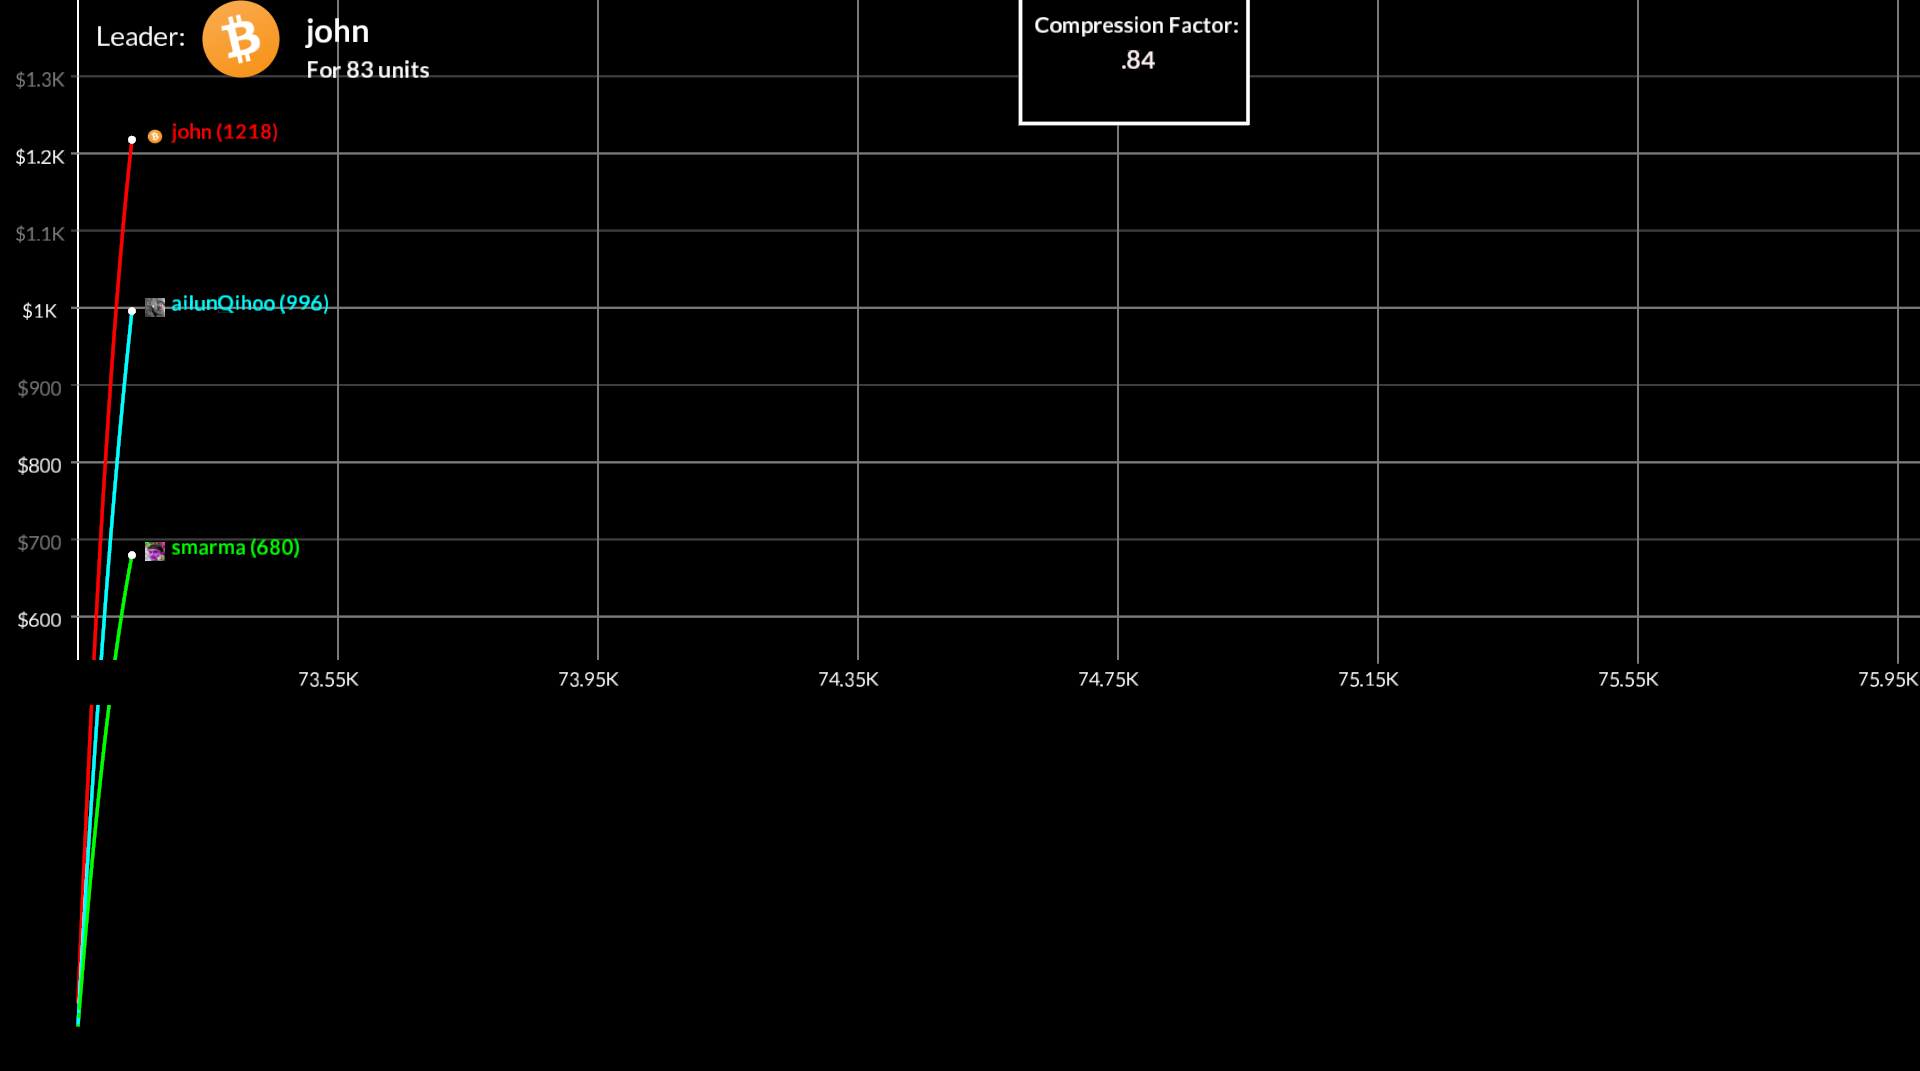 Leader:
john
For 83 units
Compression Factor:
.84
$1.3K
john (1218)
$1.2K
$1.1K
ailunQihoo (996)
$1K
$900
$800
smarma (680)
$700
$600
73.55K
73.95K
74.35K
74.75K
75.15K
75.55K
75.95K